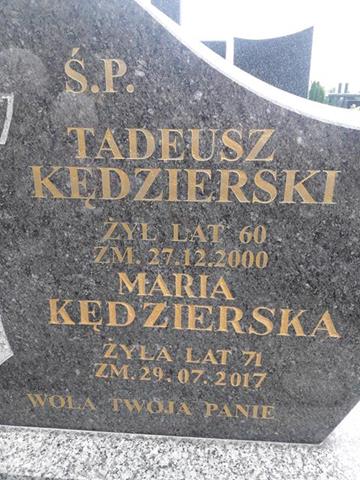 Ś.P.
TADEUSZ
KĘDZIERSKI
ŻYŁ LAT 60
ZM. 27.12.2000
MARIA
KĘDZIERSKA
ŻYŁA LAT 71
ZM. 29.07.2017
WOLA TWOJA PANIE